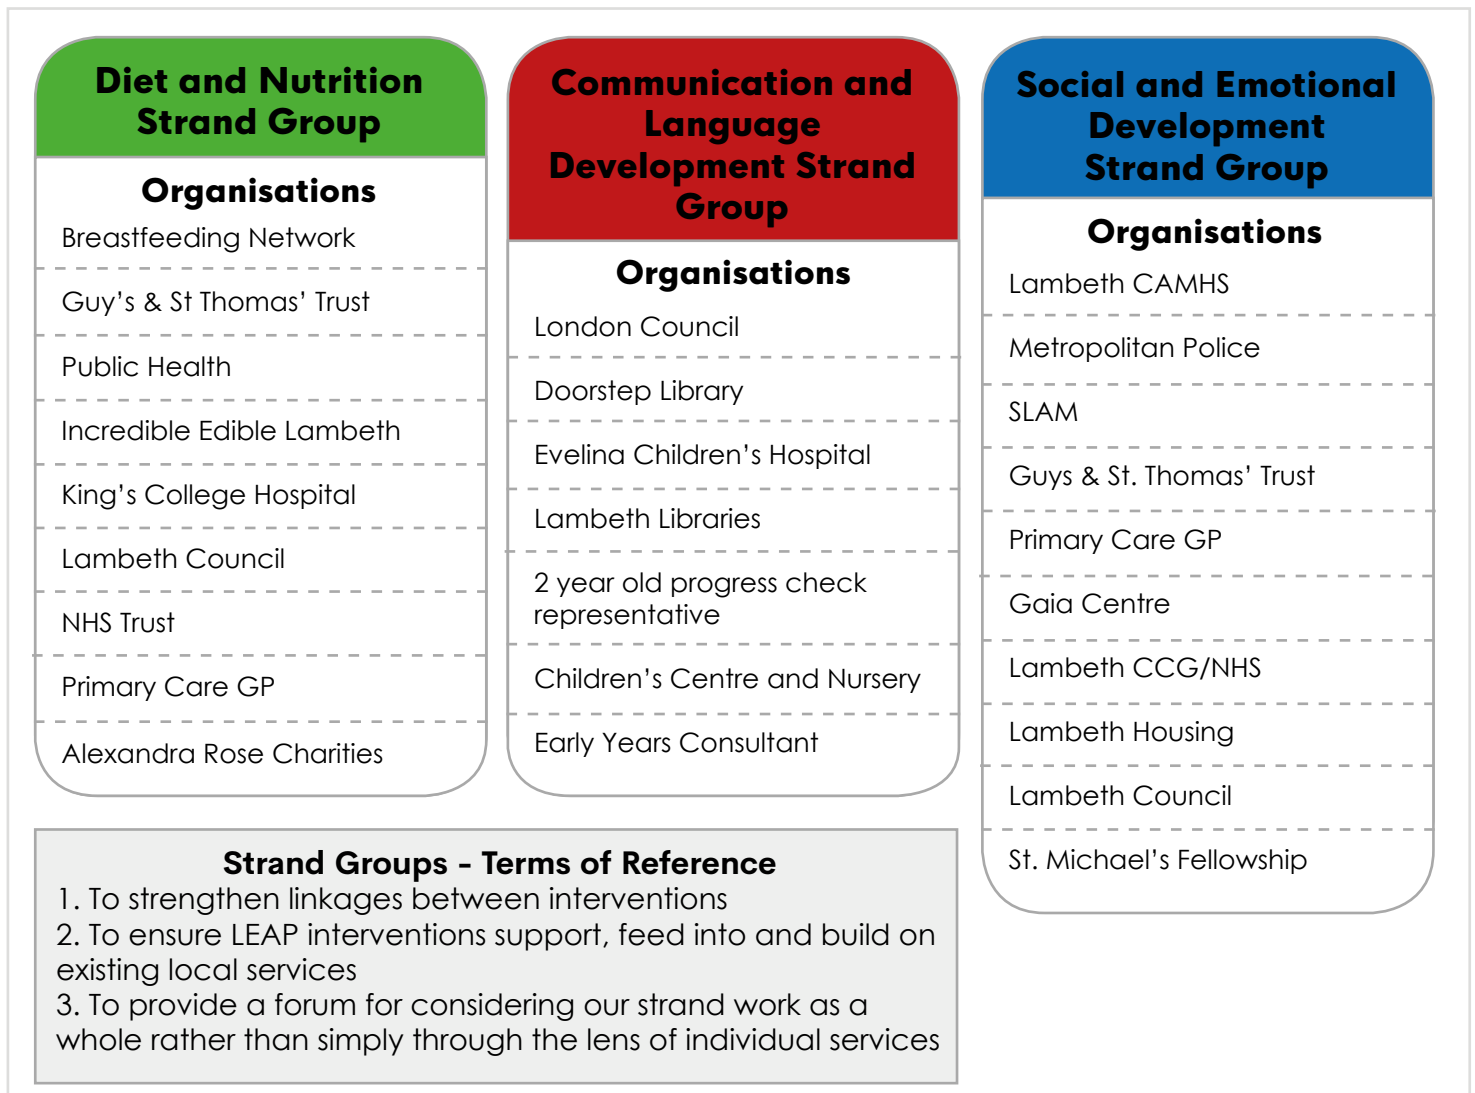 Diet and Nutrition
Strand Group
Organisations
Breastfeeding Network
Guy’s & St Thomas’ Trust
Public Health
Incredible Edible Lambeth
King’s College Hospital
Lambeth Council
NHS Trust
Primary Care GP
Alexandra Rose Charities
Communication and
Language
Development Strand
Group
Organisations
London Council
Doorstep Library
Evelina Children’s Hospital
Lambeth Libraries
2 year old progress check
representative
Children’s Centre and Nursery
Early Years Consultant
Social and Emotional
Development
Strand Group
Organisations
Lambeth CAMHS
Metropolitan Police
SLAM
Guys & St. Thomas’ Trust
Primary Care GP
Gaia Centre
Lambeth CCG/NHS
Lambeth Housing
Lambeth Council
St. Michael’s Fellowship
Strand Groups - Terms of Reference
1. To strengthen linkages between interventions
2. To ensure LEAP interventions support, feed into and build on
existing local services
3. To provide a forum for considering our strand work as a
whole rather than simply through the lens of individual services